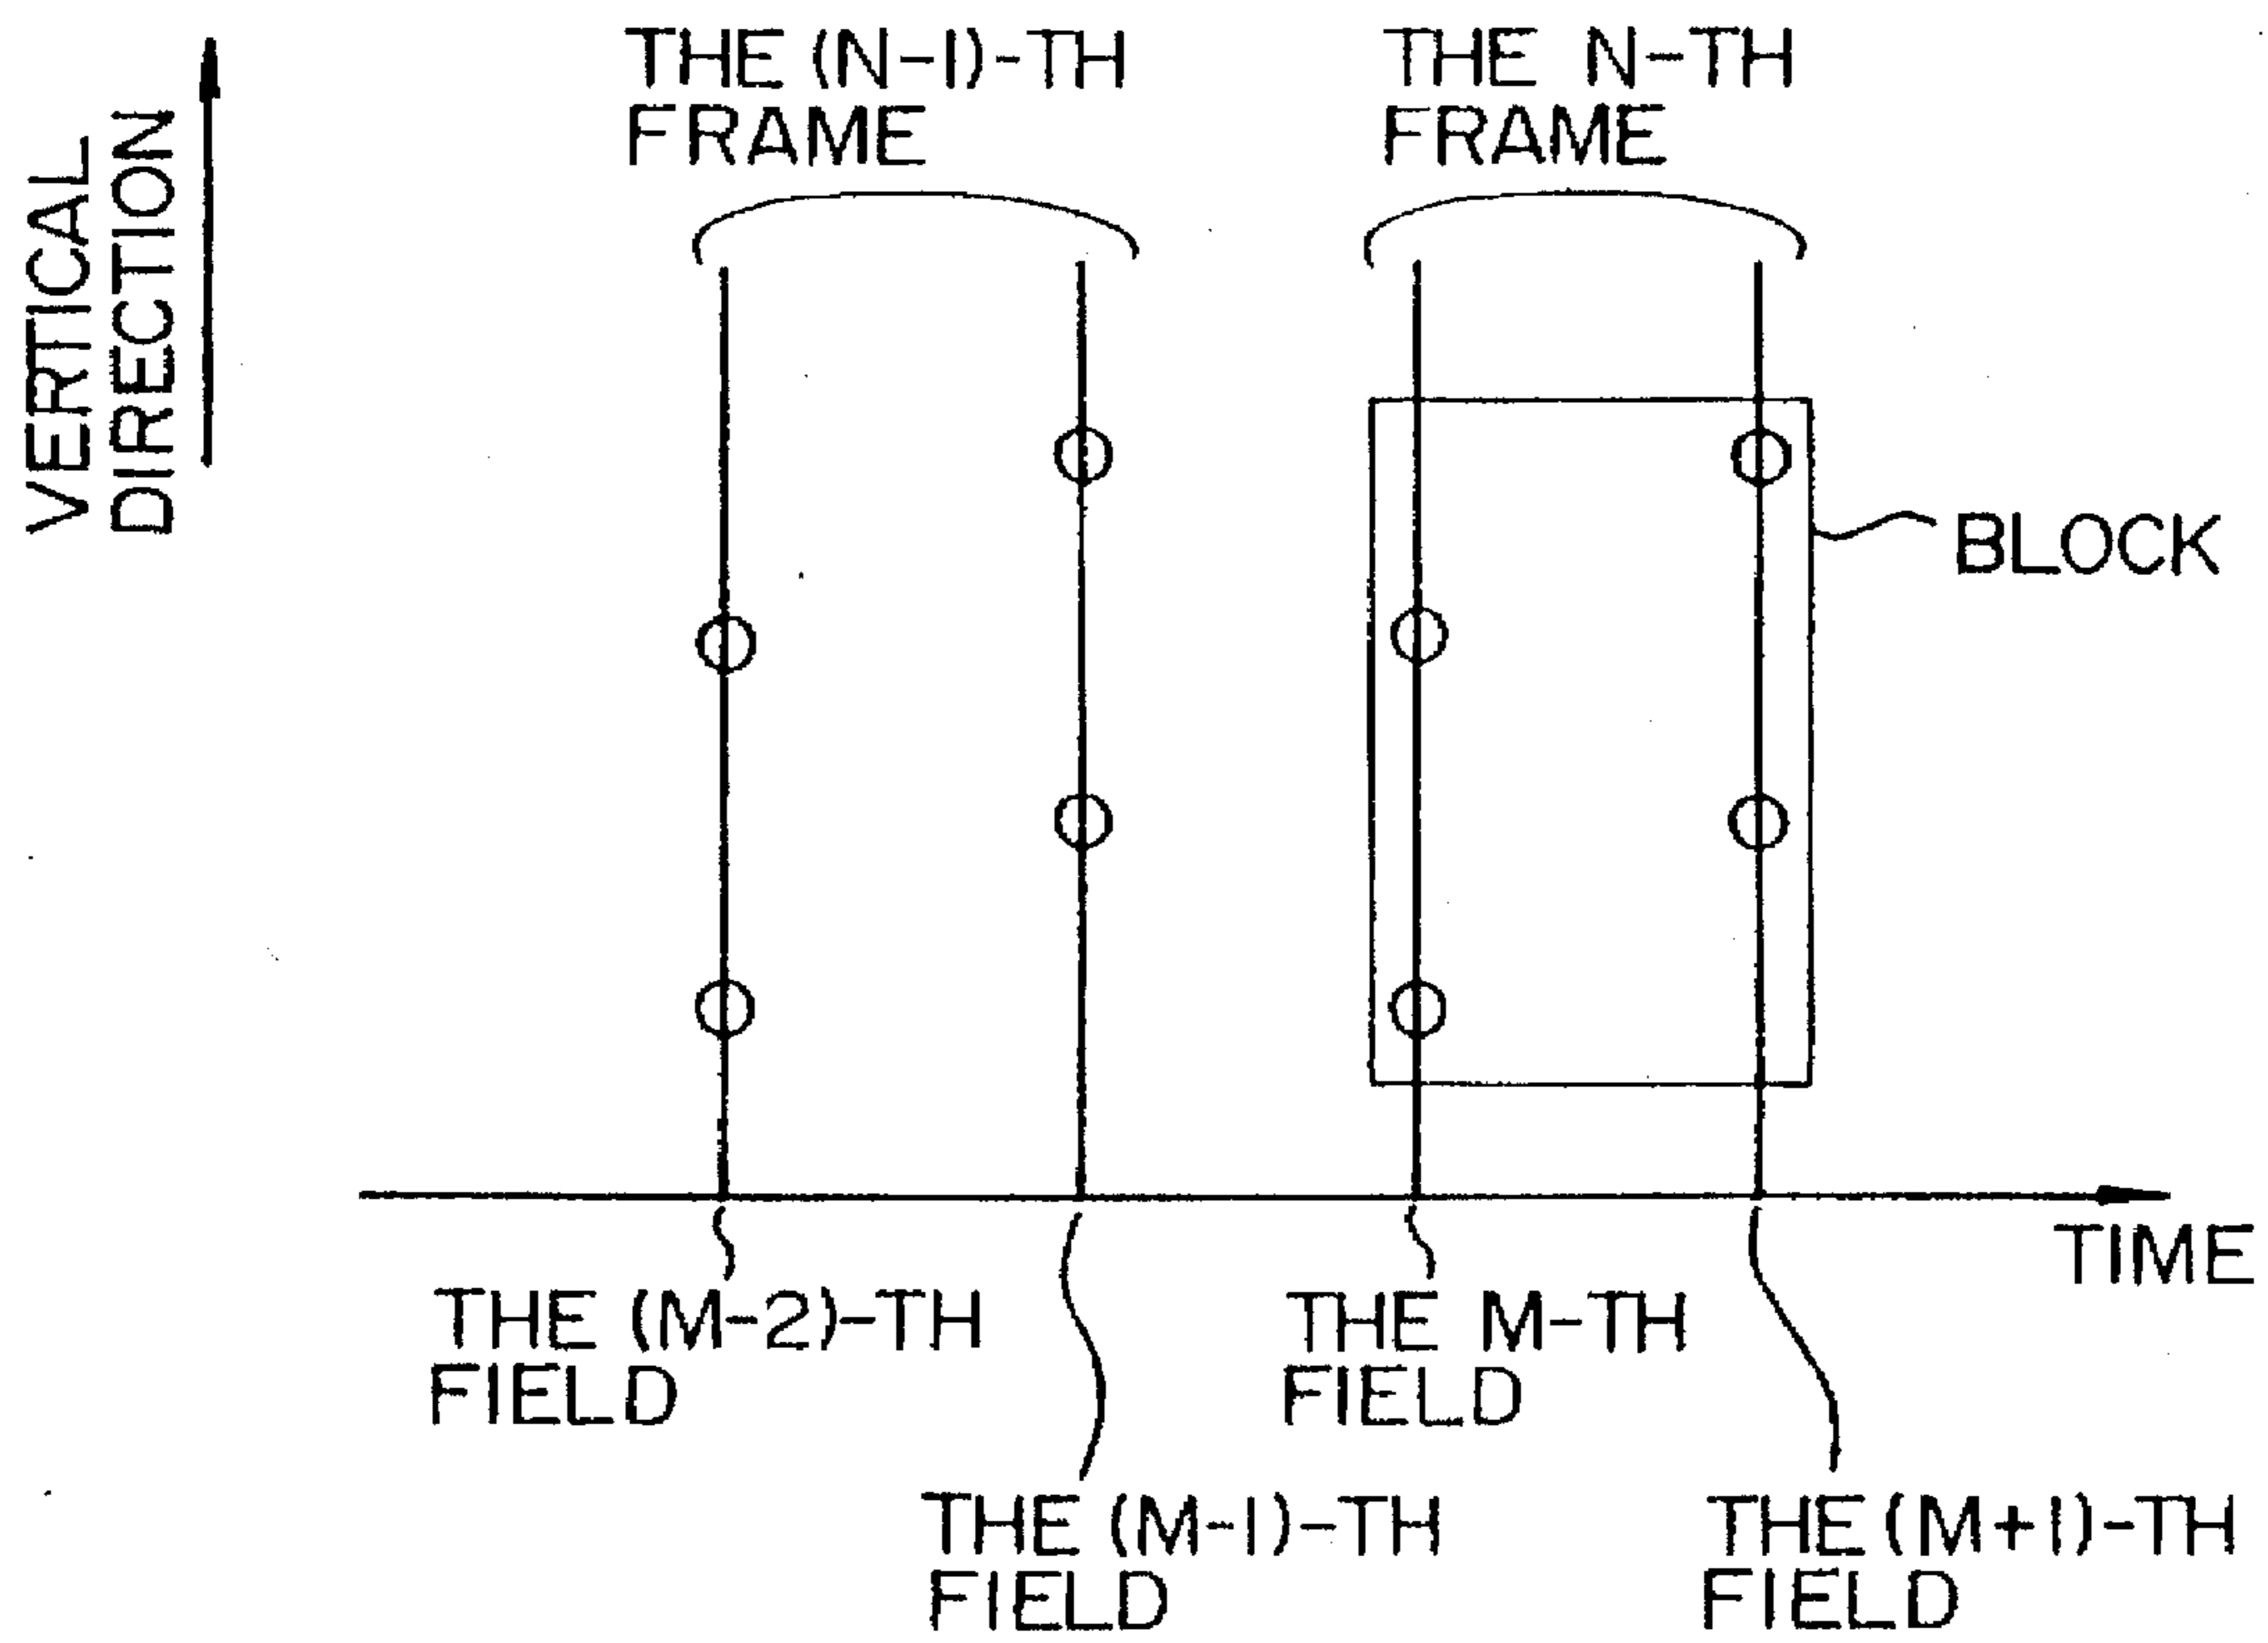 VERTICAL
DIRECTION
THE (N-1)-TH
FRAME
THE N-TH
FRAME
BLOCK
TIME
THE (M-2)-TH
FIELD
THE M-TH
FIELD
THE (M-1)-TH
FIELD
THE (M+1)-TH
FIELD